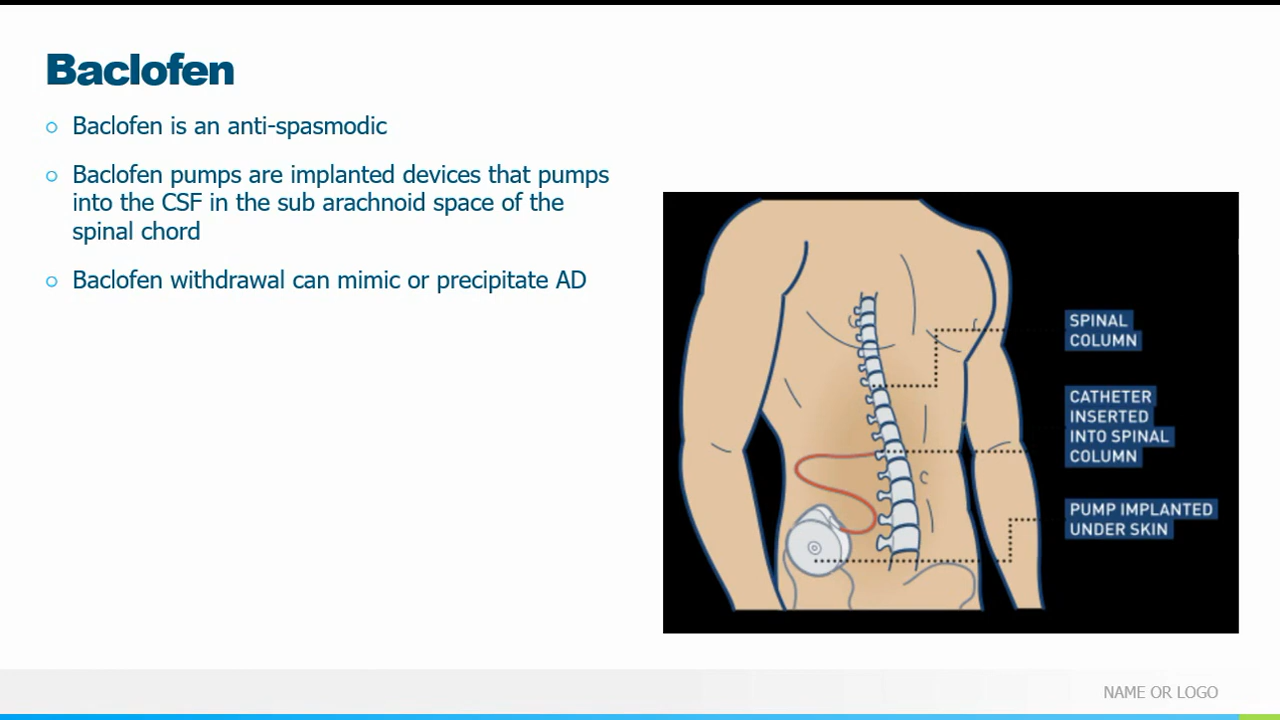 Baclofen
Baclofen is an anti-spasmodic
Baclofen pumps are implanted devices that pumps
into the CSF in the sub arachnoid space of the
spinal chord
Baclofen withdrawal can mimic or precipitate AD
SPINAL
COLUMN
CATHETER
INSERTED
INTO SPINAL
COLUMN
PUMP IMPLANTED
UNDER SKIN
NAME OR LOGO